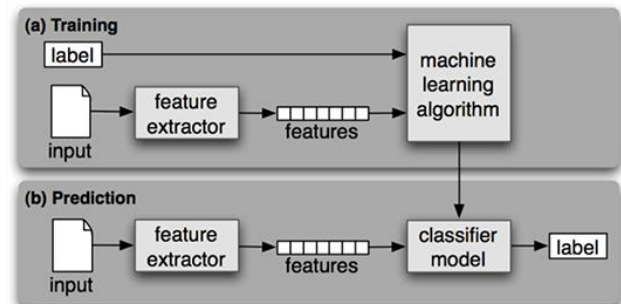 (a) Training
label
input
feature
extractor
features
machine
learning
algorithm
(b) Prediction
input
feature
extractor
features
classifier
model
label